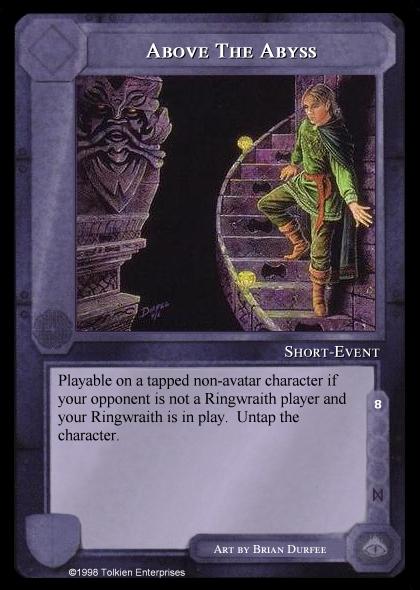 Above The Abyss
Durfee
Short-Event
Playable on a tapped non-avatar character if
your opponent is not a Ringwraith player and
your Ringwraith is in play.  Untap the
character.
8
Art by Brian Durfee
©1998 Tolkien Enterprises